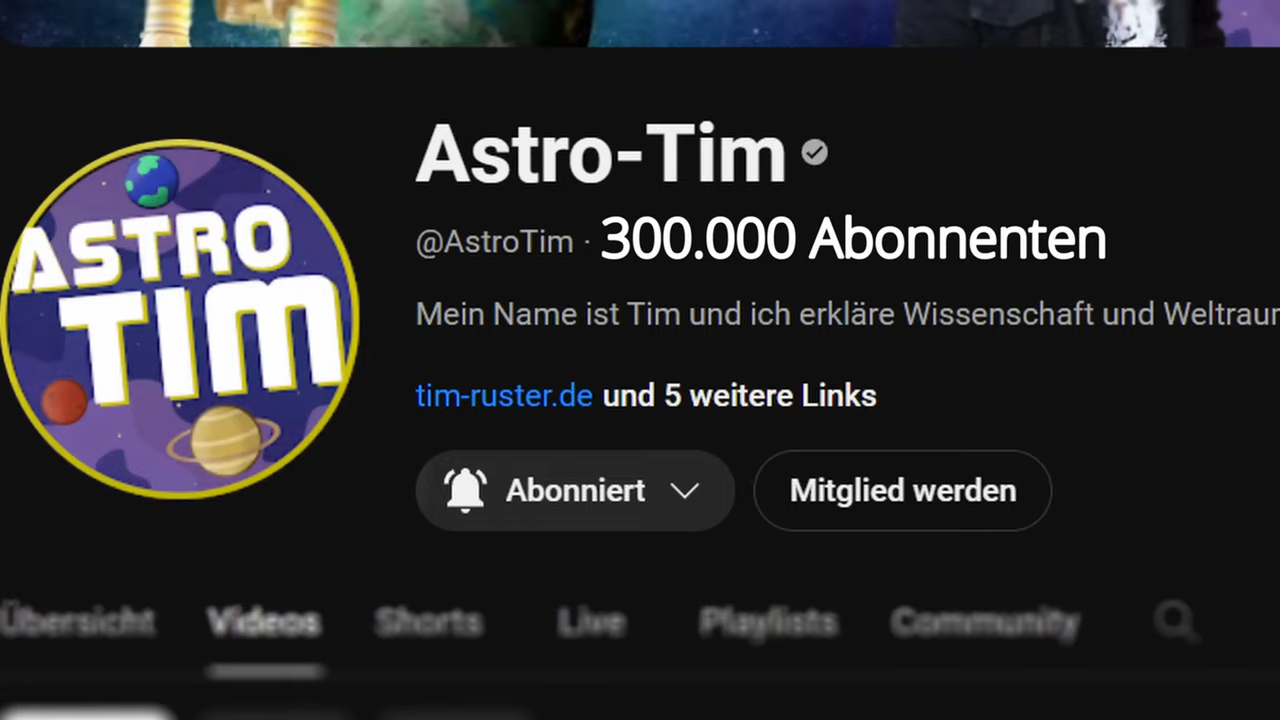 ASTRO
TIM
Astro-Tim
@AstroTim · 300.000 Abonnenten
Mein Name ist Tim und ich erkläre Wissenschaft und
tim-ruster.de und 5 weitere Links
Abonniert
Mitglied werden
Übersicht Videos Shorts Live Playlists Community